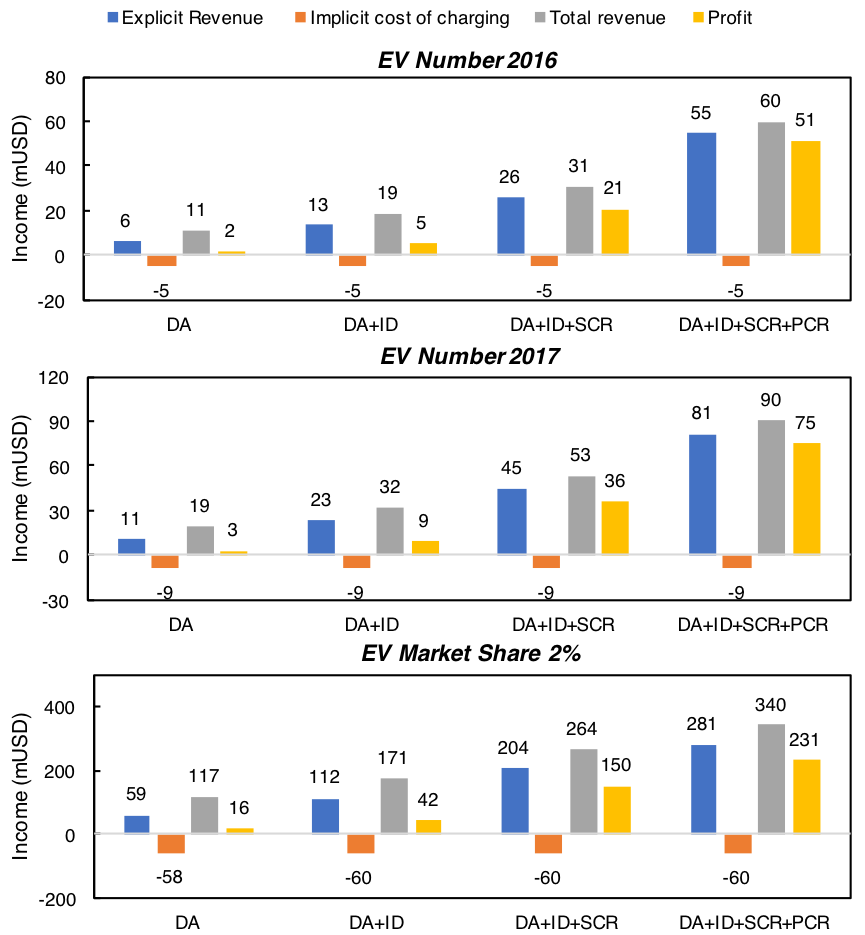 Explicit Revenue Implicit cost of charging Total revenue Profit
EV Number 2016
Income (mUSD)
80
60
40
20
0
-20
6 -5 11 2
13 -5 19 5
26 -5 31 21
55 -5 60 51
DA DA+ID DA+ID+SCR DA+ID+SCR+PCR
EV Number 2017
Income (mUSD)
120
90
60
30
0
-30
11 -9 19 3
23 -9 32 9
45 -9 53 36
81 -9 90 75
DA DA+ID DA+ID+SCR DA+ID+SCR+PCR
EV Market Share 2%
Income (mUSD)
400
200
0
-200
59 -58 117 16
112 -60 171 42
204 -60 264 150
281 -60 340 231
DA DA+ID DA+ID+SCR DA+ID+SCR+PCR